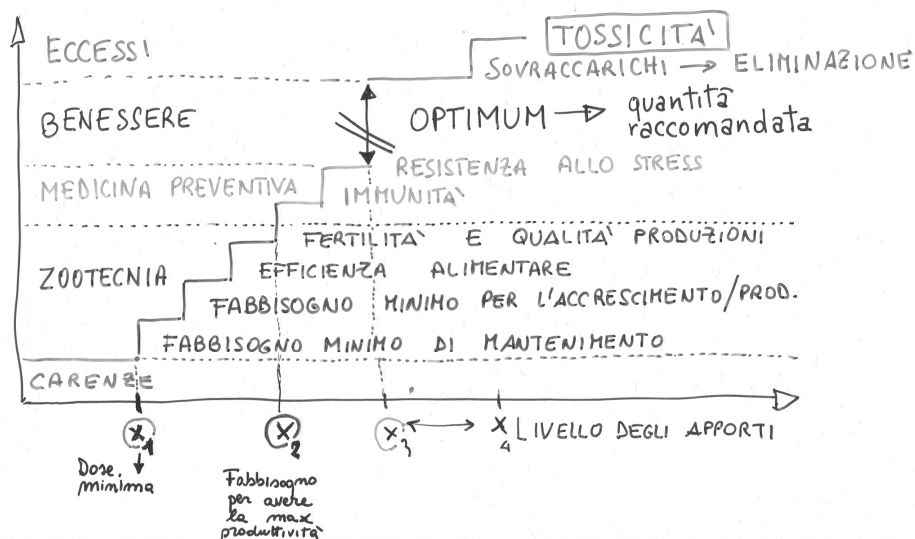 ECCESSI
TOSSICITA'
SOVRACCARICHI → ELIMINAZIONE
BENESSERE
OPTIMUM → quantità
raccomandata
RESISTENZA ALLO STRESS
MEDICINA PREVENTIVA
IMMUNITA'
FERTILITA' E QUALITA' PRODUZIONI
ZOOTECNIA
EFFICIENZA ALIMENTARE
FABBISOGNO MINIMO PER L'ACCRESCIMENTO/PROD.
FABBISOGNO MINIMO DI MANTENIMENTO
CARENZE
X1 X2 X3 ↔ X4 LIVELLO DEGLI APPORTI
Dose
minima
Fabbisogno
per avere
la max
produttività